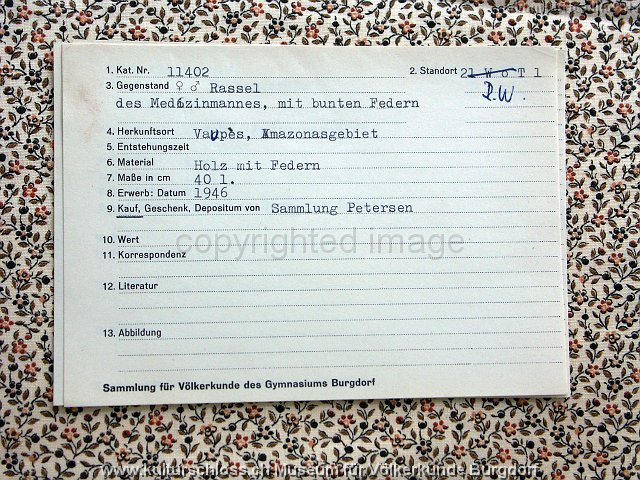 1. Kat. Nr. 11402 2. Standort 21 W o T 1
3. Gegenstand ♀ ♂ Rassel R.W.
des Medizinmannes, mit bunten Federn
4. Herkunftsort Vaupès, Amazonasgebiet
5. Entstehungszeit
6. Material Holz mit Federn
7. Maße in cm 40 l.
8. Erwerb: Datum 1946
9. Kauf, Geschenk, Depositum von Sammlung Petersen
10. Wert
copyrighted image
11. Korrespondenz
12. Literatur
13. Abbildung
Sammlung für Völkerkunde des Gymnasiums Burgdorf
www.kulturschloss.ch Museum für Völkerkunde Burgdorf